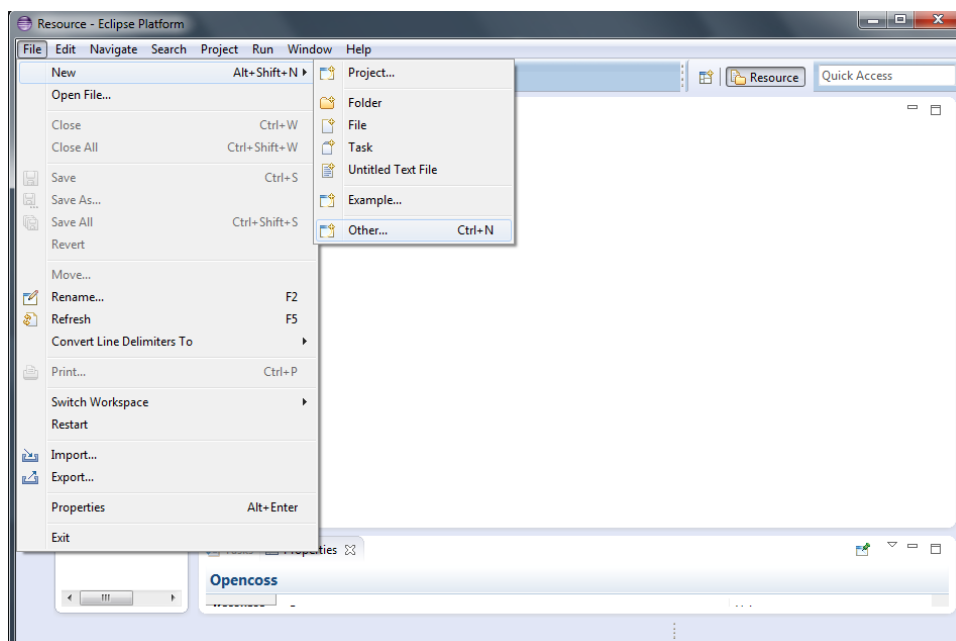 Resource - Eclipse Platform
File Edit Navigate Search Project Run Window Help
New Alt+Shift+N
Open File...
Close Ctrl+W
Close All Ctrl+Shift+W
Save Ctrl+S
Save As...
Save All Ctrl+Shift+S
Revert
Move...
Rename... F2
Refresh F5
Convert Line Delimiters To
Print... Ctrl+P
Switch Workspace
Restart
Import...
Export...
Properties Alt+Enter
Exit
Project...
Folder
File
Task
Untitled Text File
Example...
Other... Ctrl+N
Resource Quick Access
Opencoss